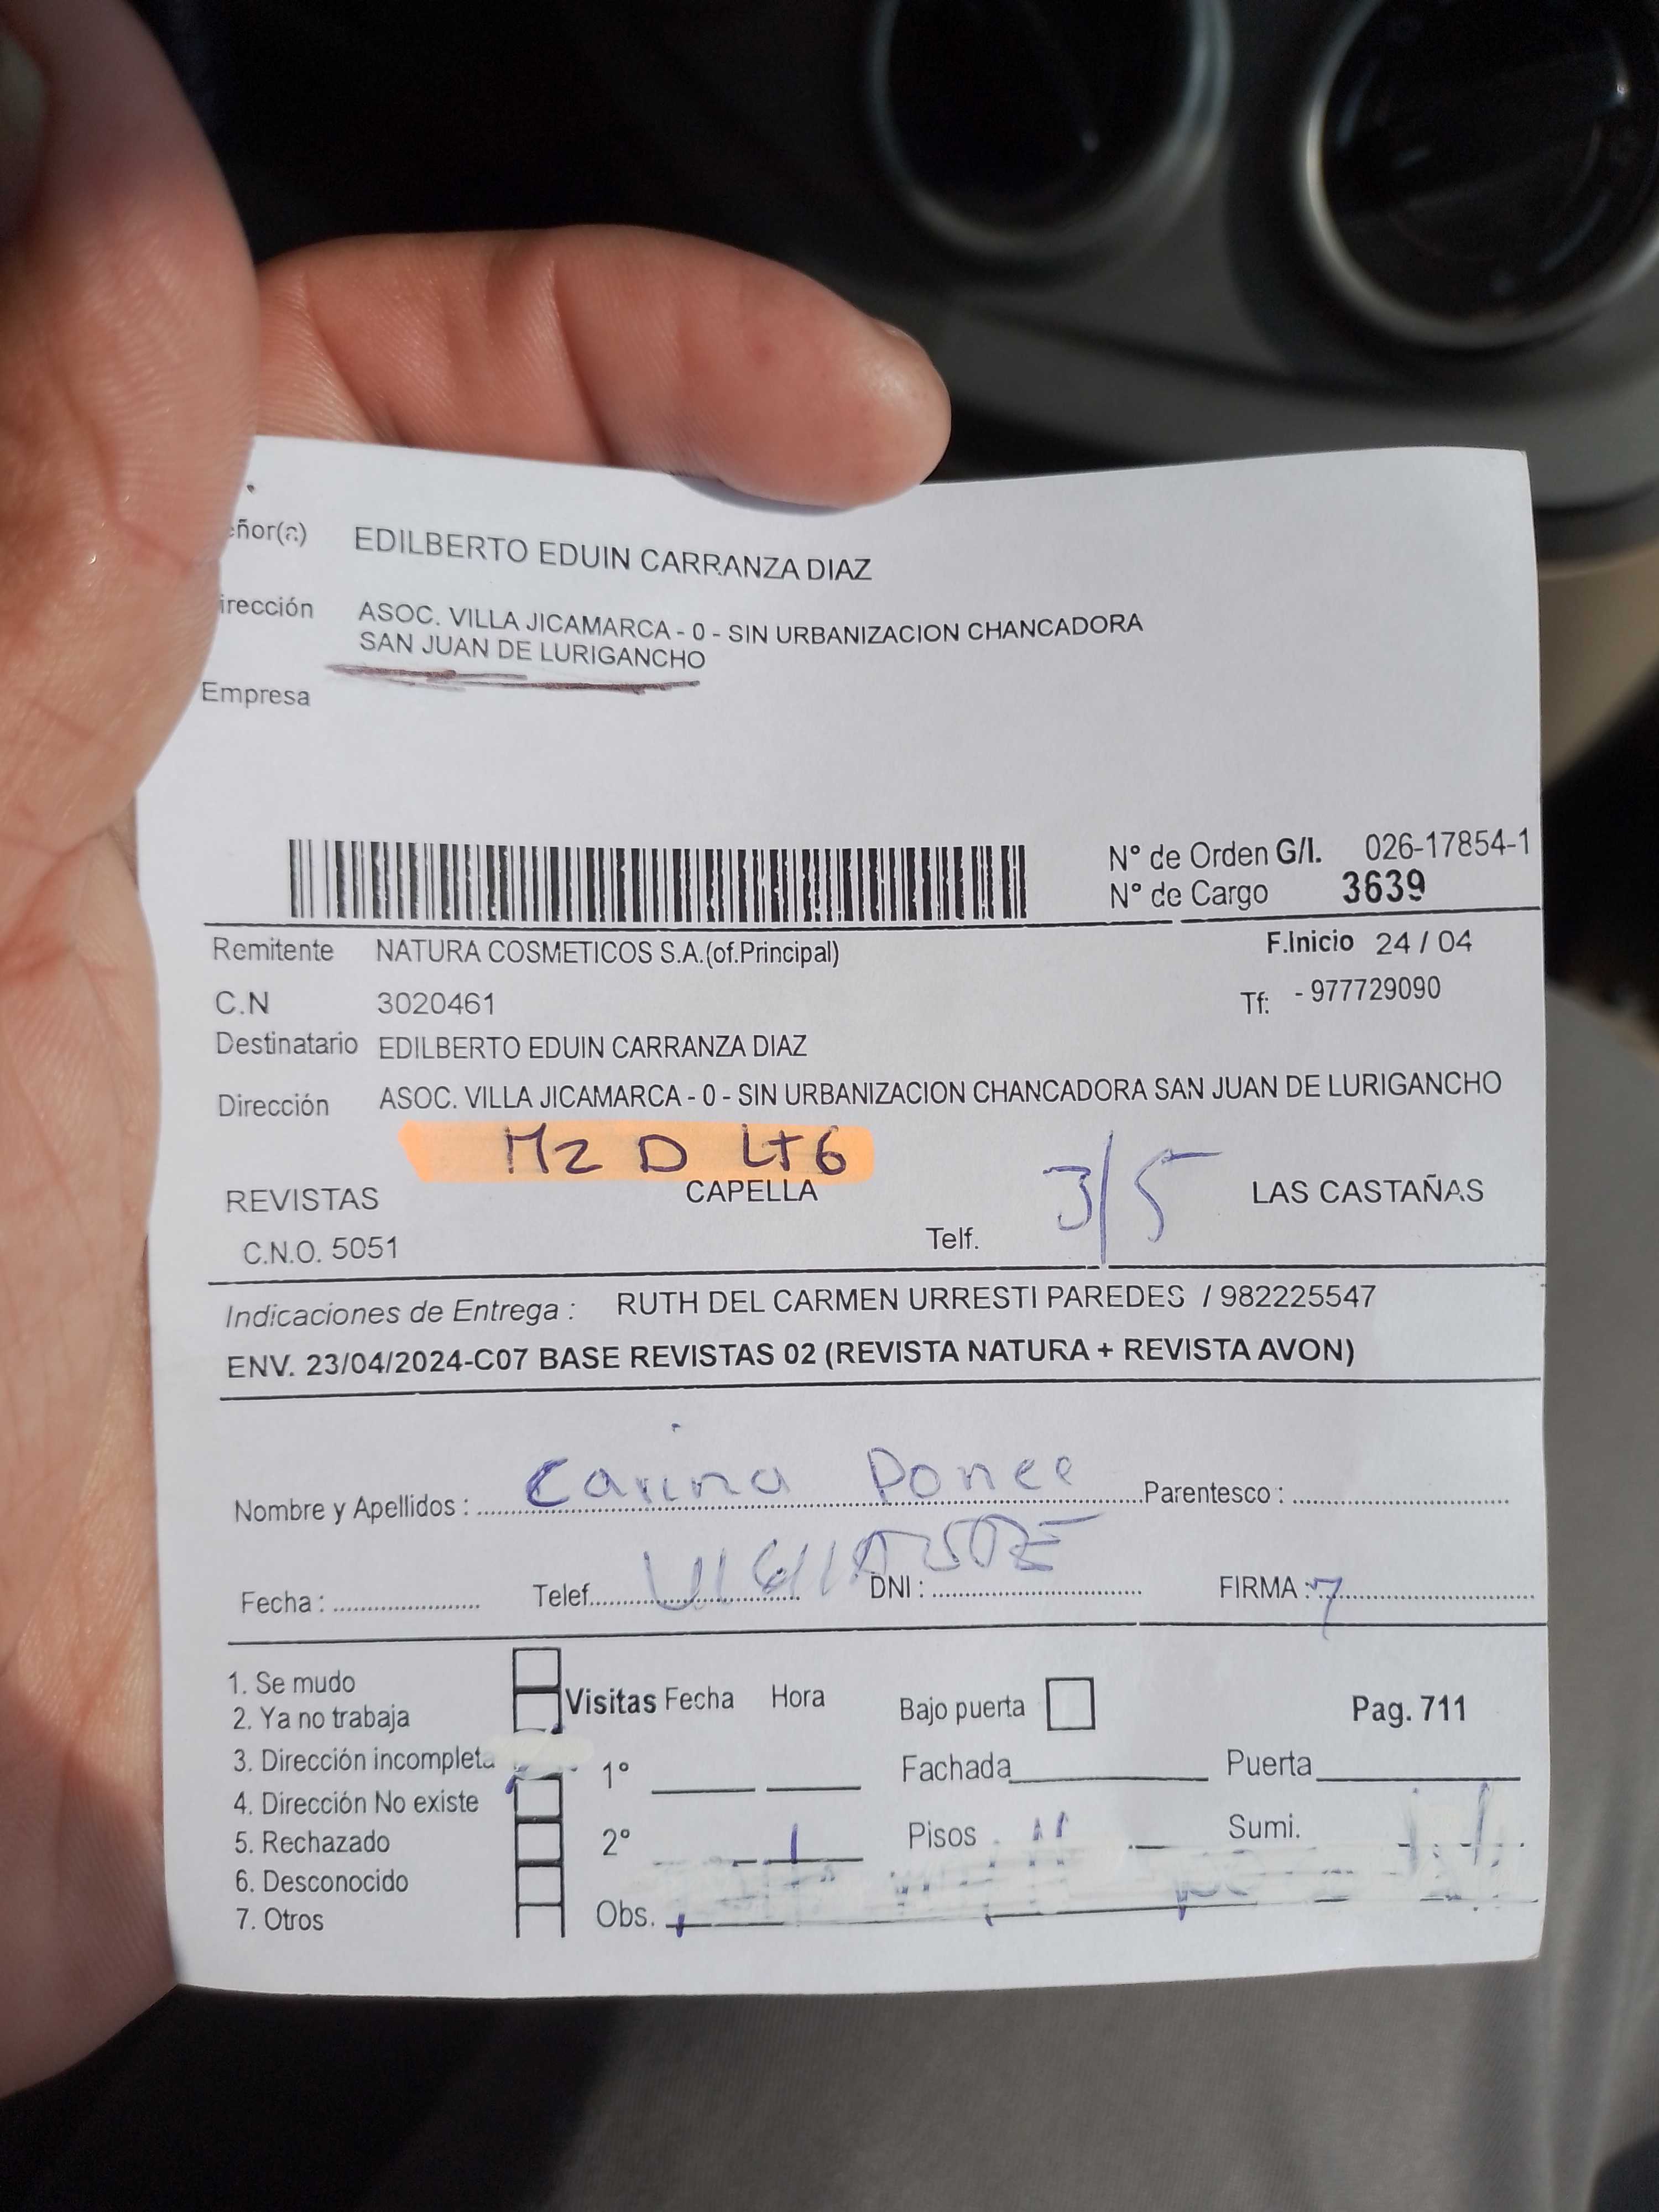 eñor(a) EDILBERTO EDUIN CARRANZA DIAZ
irección ASOC. VILLA JICAMARCA - 0 - SIN URBANIZACION CHANCADORA
SAN JUAN DE LURIGANCHO
Empresa
N° de Orden G/I. 026-17854-1
N° de Cargo 3639
Remitente NATURA COSMETICOS S.A.(of.Principal) F.Inicio 24 / 04
C.N 3020461 Tf: - 977729090
Destinatario EDILBERTO EDUIN CARRANZA DIAZ
Dirección ASOC. VILLA JICAMARCA - 0 - SIN URBANIZACION CHANCADORA SAN JUAN DE LURIGANCHO
Mz D Lt 6 3/5
REVISTAS CAPELLA LAS CASTAÑAS
C.N.O. 5051 Telf.
Indicaciones de Entrega : RUTH DEL CARMEN URRESTI PAREDES / 982225547
ENV. 23/04/2024-C07 BASE REVISTAS 02 (REVISTA NATURA + REVISTA AVON)
Nombre y Apellidos : Carina Ponce Parentesco :
Fecha : Telef. DNI : FIRMA :
1. Se mudo
2. Ya no trabaja
3. Dirección incompleta
4. Dirección No existe
5. Rechazado
6. Desconocido
7. Otros
Visitas Fecha Hora Bajo puerta Pag. 711
1° Fachada Puerta
2° Pisos Sumi.
Obs.